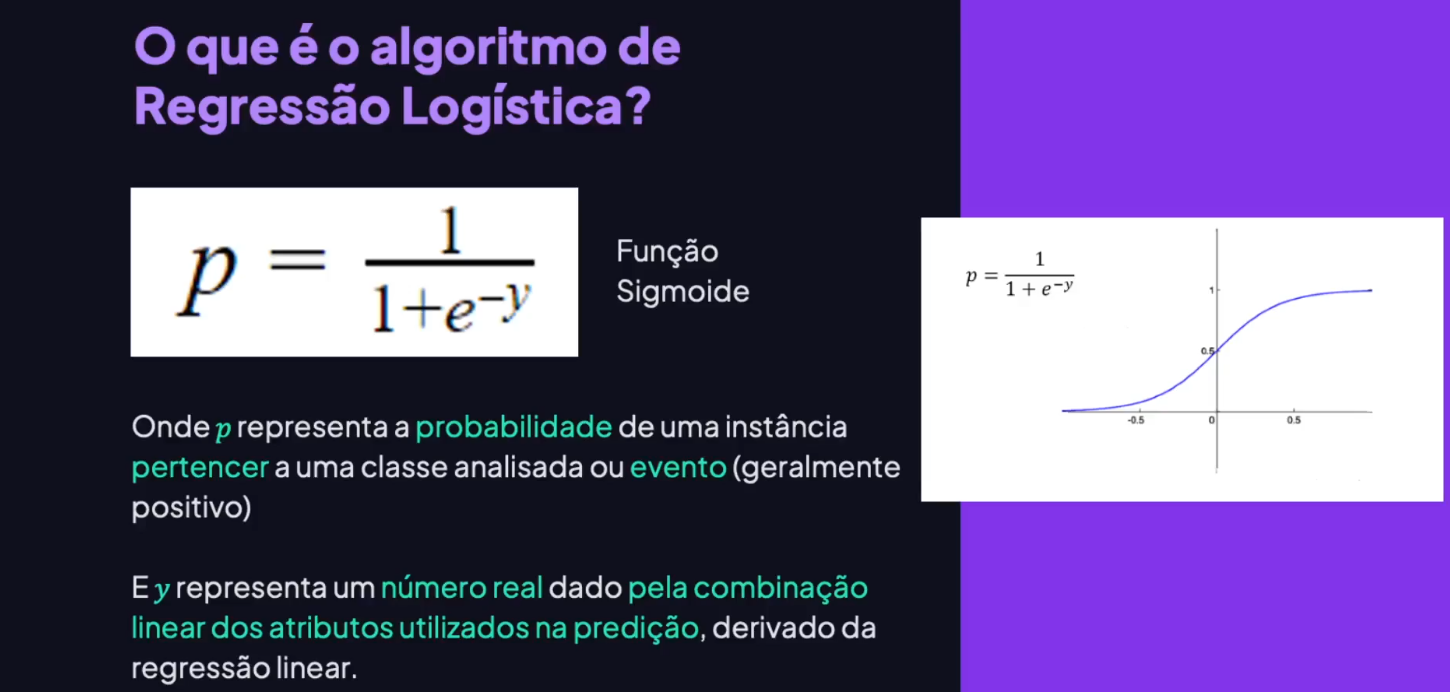 O que é o algoritmo de
Regressão Logística?
p = 1 / 1+e^−y
Função
Sigmoide
Onde p representa a probabilidade de uma instância
pertencer a uma classe analisada ou evento (geralmente
positivo)
E y representa um número real dado pela combinação
linear dos atributos utilizados na predição, derivado da
regressão linear.
p = 1 / 1 + e^−y
1
0.5
-0.5
0
0.5